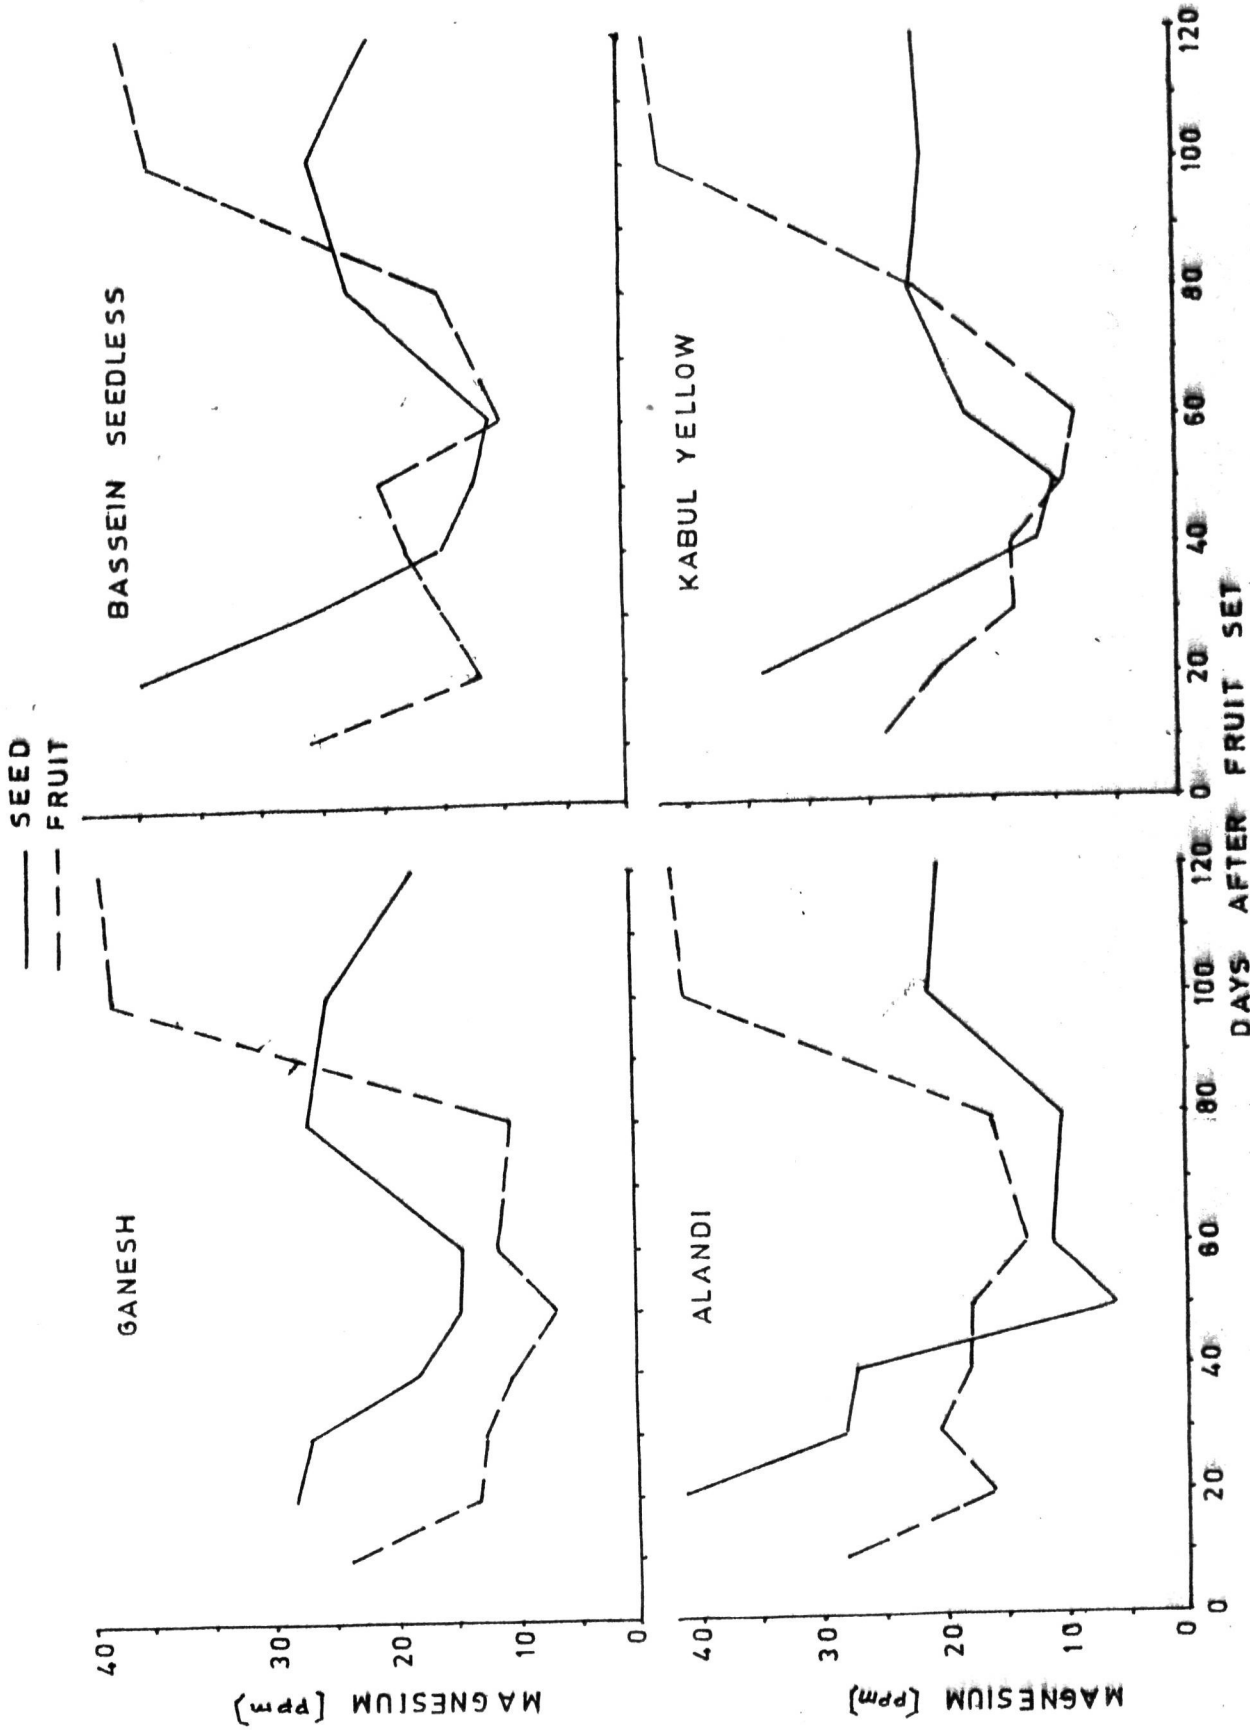 SEED
FRUIT
GANESH
BASSEIN SEEDLESS
40
30
20
10
0
MAGNESIUM [ppm]
ALANDI
KABUL YELLOW
40
30
20
10
0
MAGNESIUM [ppm]
0 20 40 60 80 100 120 0 20 40 60 80 100 120
DAYS AFTER FRUIT SET